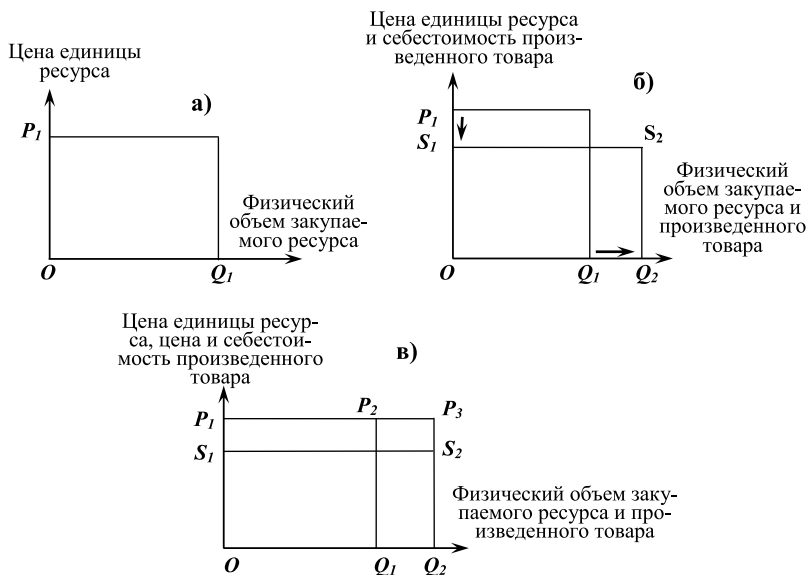 Цена единицы
ресурса
а)
P1
Физический
объем закупае-
мого ресурса
O
Q1
Цена единицы ресурса
и себестоимость произ-
веденного товара
б)
P1
S1
S2
Физический
объем закупае-
мого ресурса и
произведенного
товара
O
Q1
Q2
Цена единицы ресур-
са, цена и себестои-
мость произведенного
товара
в)
P1
P2
P3
S1
S2
Физический объем заку-
паемого ресурса и про-
изведенного товара
O
Q1
Q2